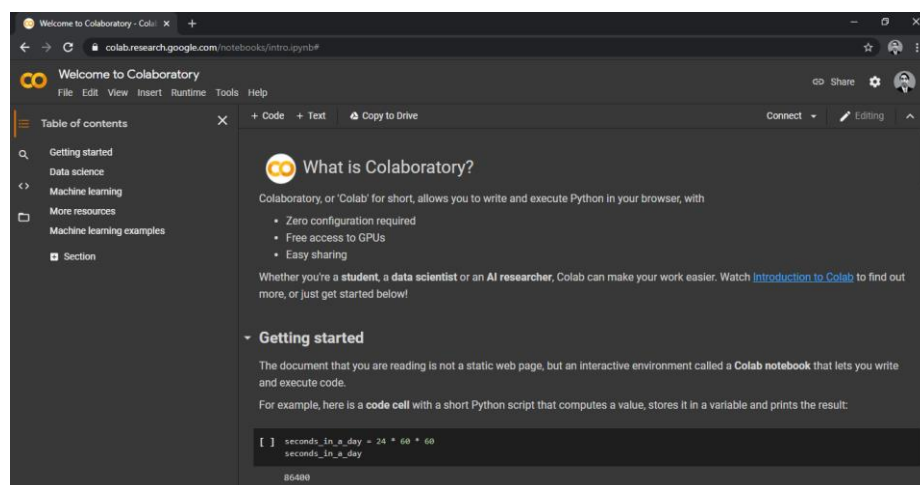 Welcome to Colaboratory - Cola
colab.research.google.com/notebooks/intro.ipynb#
Welcome to Colaboratory
File Edit View Insert Runtime Tools Help
Share
Table of contents
+ Code + Text Copy to Drive
Connect
Editing
Getting started
Data science
Machine learning
More resources
Machine learning examples
Section
What is Colaboratory?
Colaboratory, or 'Colab' for short, allows you to write and execute Python in your browser, with
• Zero configuration required
• Free access to GPUs
• Easy sharing
Whether you're a student, a data scientist or an AI researcher, Colab can make your work easier. Watch Introduction to Colab to find out
more, or just get started below!
Getting started
The document that you are reading is not a static web page, but an interactive environment called a Colab notebook that lets you write
and execute code.
For example, here is a code cell with a short Python script that computes a value, stores it in a variable and prints the result:
[ ] seconds_in_a_day = 24 * 60 * 60
seconds_in_a_day
86400